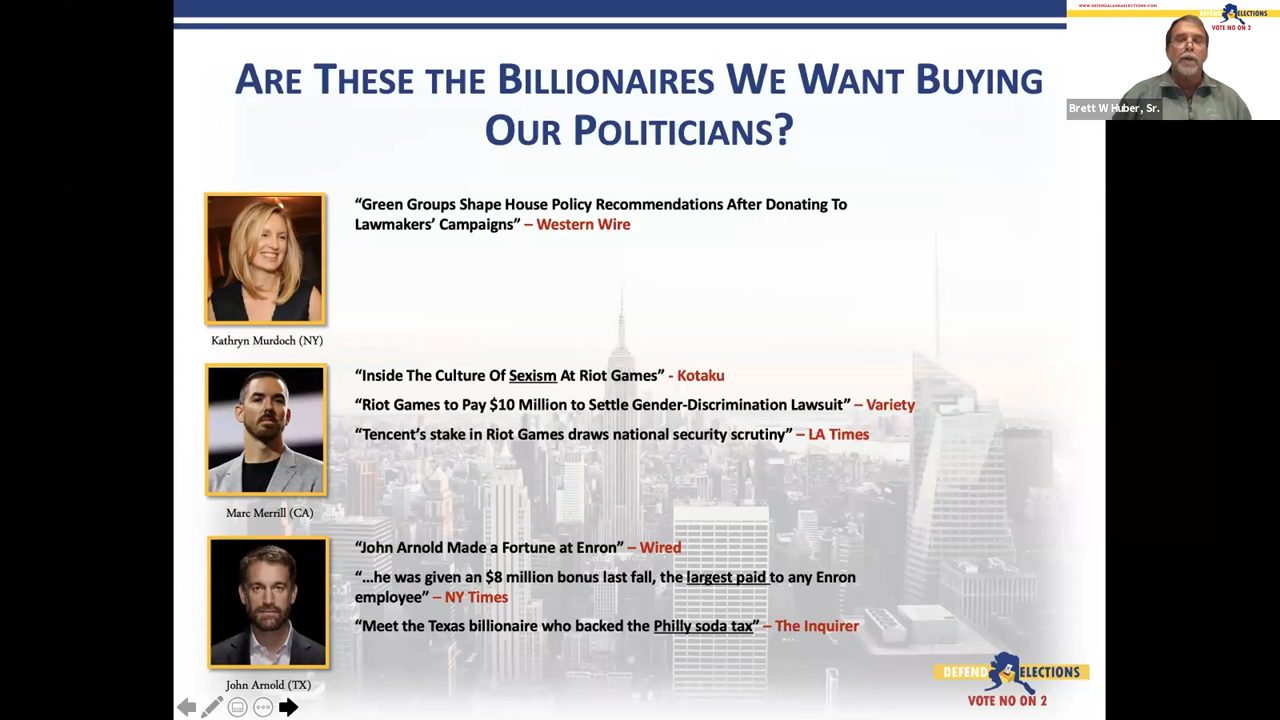 WWW.DEFENDALASKAELECTIONS.COM
DEFEND ELECTIONS
VOTE NO ON 2
Brett W Huber, Sr.
ARE THESE THE BILLIONAIRES WE WANT BUYING
OUR POLITICIANS?
“Green Groups Shape House Policy Recommendations After Donating To
Lawmakers’ Campaigns” – Western Wire
Kathryn Murdoch (NY)
“Inside The Culture Of Sexism At Riot Games” - Kotaku
“Riot Games to Pay $10 Million to Settle Gender-Discrimination Lawsuit” – Variety
“Tencent’s stake in Riot Games draws national security scrutiny” – LA Times
Marc Merrill (CA)
“John Arnold Made a Fortune at Enron” – Wired
“…he was given an $8 million bonus last fall, the largest paid to any Enron
employee” – NY Times
“Meet the Texas billionaire who backed the Philly soda tax” – The Inquirer
John Arnold (TX)
DEFEND ELECTIONS
VOTE NO ON 2